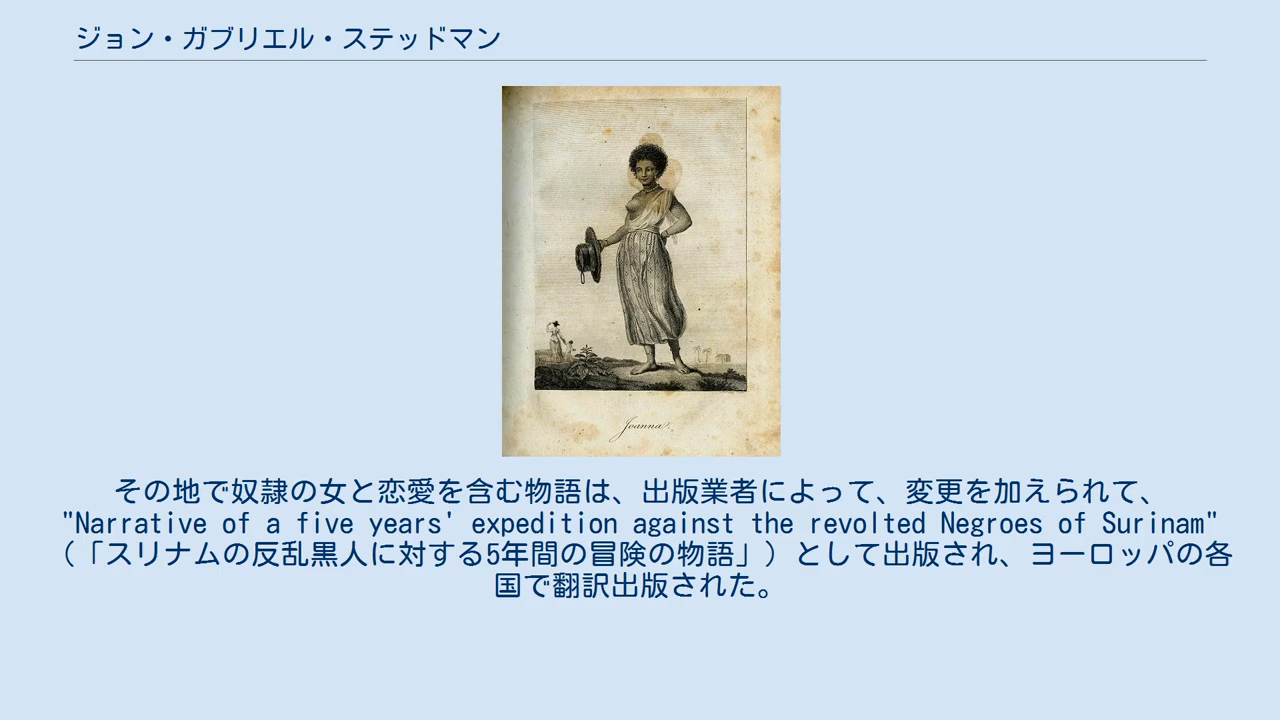 ジョン・ガブリエル・ステッドマン
Joanna.
その地で奴隷の女と恋愛を含む物語は、出版業者によって、変更を加えられて、
"Narrative of a five years' expedition against the revolted Negroes of Surinam"
（「スリナムの反乱黒人に対する5年間の冒険の物語」）として出版され、ヨーロッパの各
国で翻訳出版された。